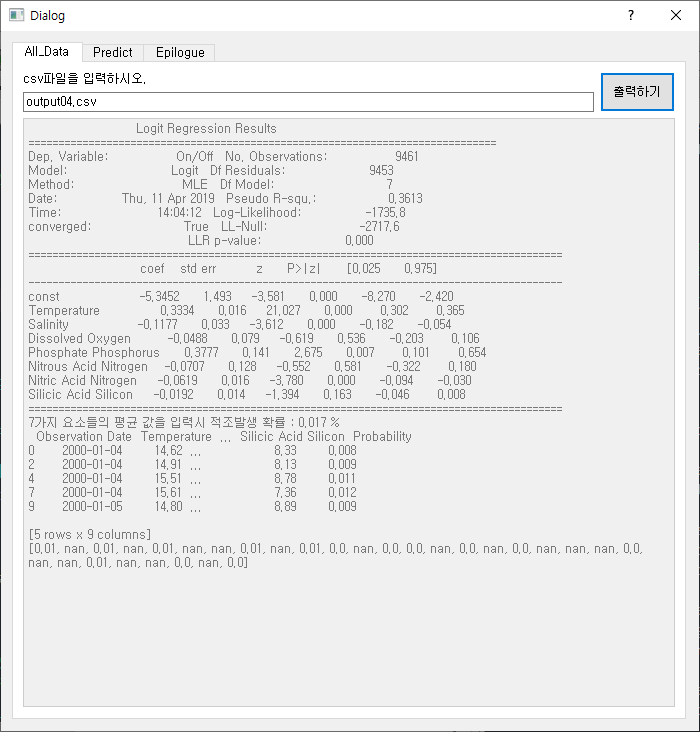 Dialog
All_Data Predict Epilogue
csv파일을 입력하시오.
output04.csv
출력하기
Logit Regression Results
==============================================================================
Dep. Variable: On/Off No. Observations: 9461
Model: Logit Df Residuals: 9453
Method: MLE Df Model: 7
Date: Thu, 11 Apr 2019 Pseudo R-squ.: 0.3613
Time: 14:04:12 Log-Likelihood: -1735.8
converged: True LL-Null: -2717.6
LLR p-value: 0.000
==============================================================================
coef std err z P>|z| [0.025 0.975]
------------------------------------------------------------------------------
const -5.3452 1.493 -3.581 0.000 -8.270 -2.420
Temperature 0.3334 0.016 21.027 0.000 0.302 0.365
Salinity -0.1177 0.033 -3.612 0.000 -0.182 -0.054
Dissolved Oxygen -0.0488 0.079 -0.619 0.536 -0.203 0.106
Phosphate Phosphorus 0.3777 0.141 2.675 0.007 0.101 0.654
Nitrous Acid Nitrogen -0.0707 0.128 -0.552 0.581 -0.322 0.180
Nitric Acid Nitrogen -0.0619 0.016 -3.780 0.000 -0.094 -0.030
Silicic Acid Silicon -0.0192 0.014 -1.394 0.163 -0.046 0.008
==============================================================================
7가지 요소들의 평균 값을 입력시 적조발생 확률 : 0.017 %
Observation Date Temperature ... Silicic Acid Silicon Probability
0 2000-01-04 14.62 ... 8.33 0.008
2 2000-01-04 14.91 ... 8.13 0.009
4 2000-01-04 15.51 ... 8.78 0.011
7 2000-01-04 15.61 ... 7.36 0.012
9 2000-01-05 14.80 ... 8.89 0.009
[5 rows x 9 columns]
[0.01, nan, 0.01, nan, 0.01, nan, nan, 0.01, nan, 0.01, 0.0, nan, 0.0, 0.0, nan, 0.0, nan, 0.0, nan, nan, nan, 0.0,
nan, nan, 0.01, nan, nan, 0.0, nan, 0.0]